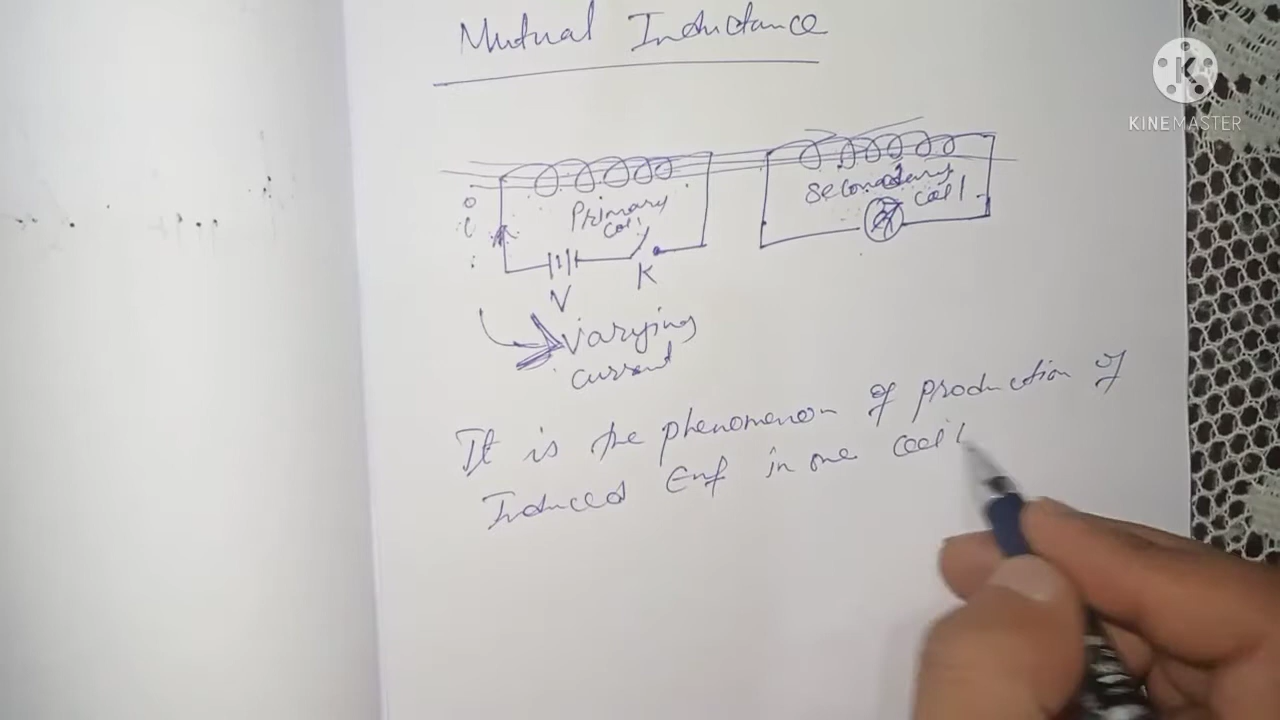 Mutual Inductance
KINEMASTER
Primary
coil
Secondary
coil
K
V
Varying
current
It is the phenomenon of production of
Induced Emf in one coil